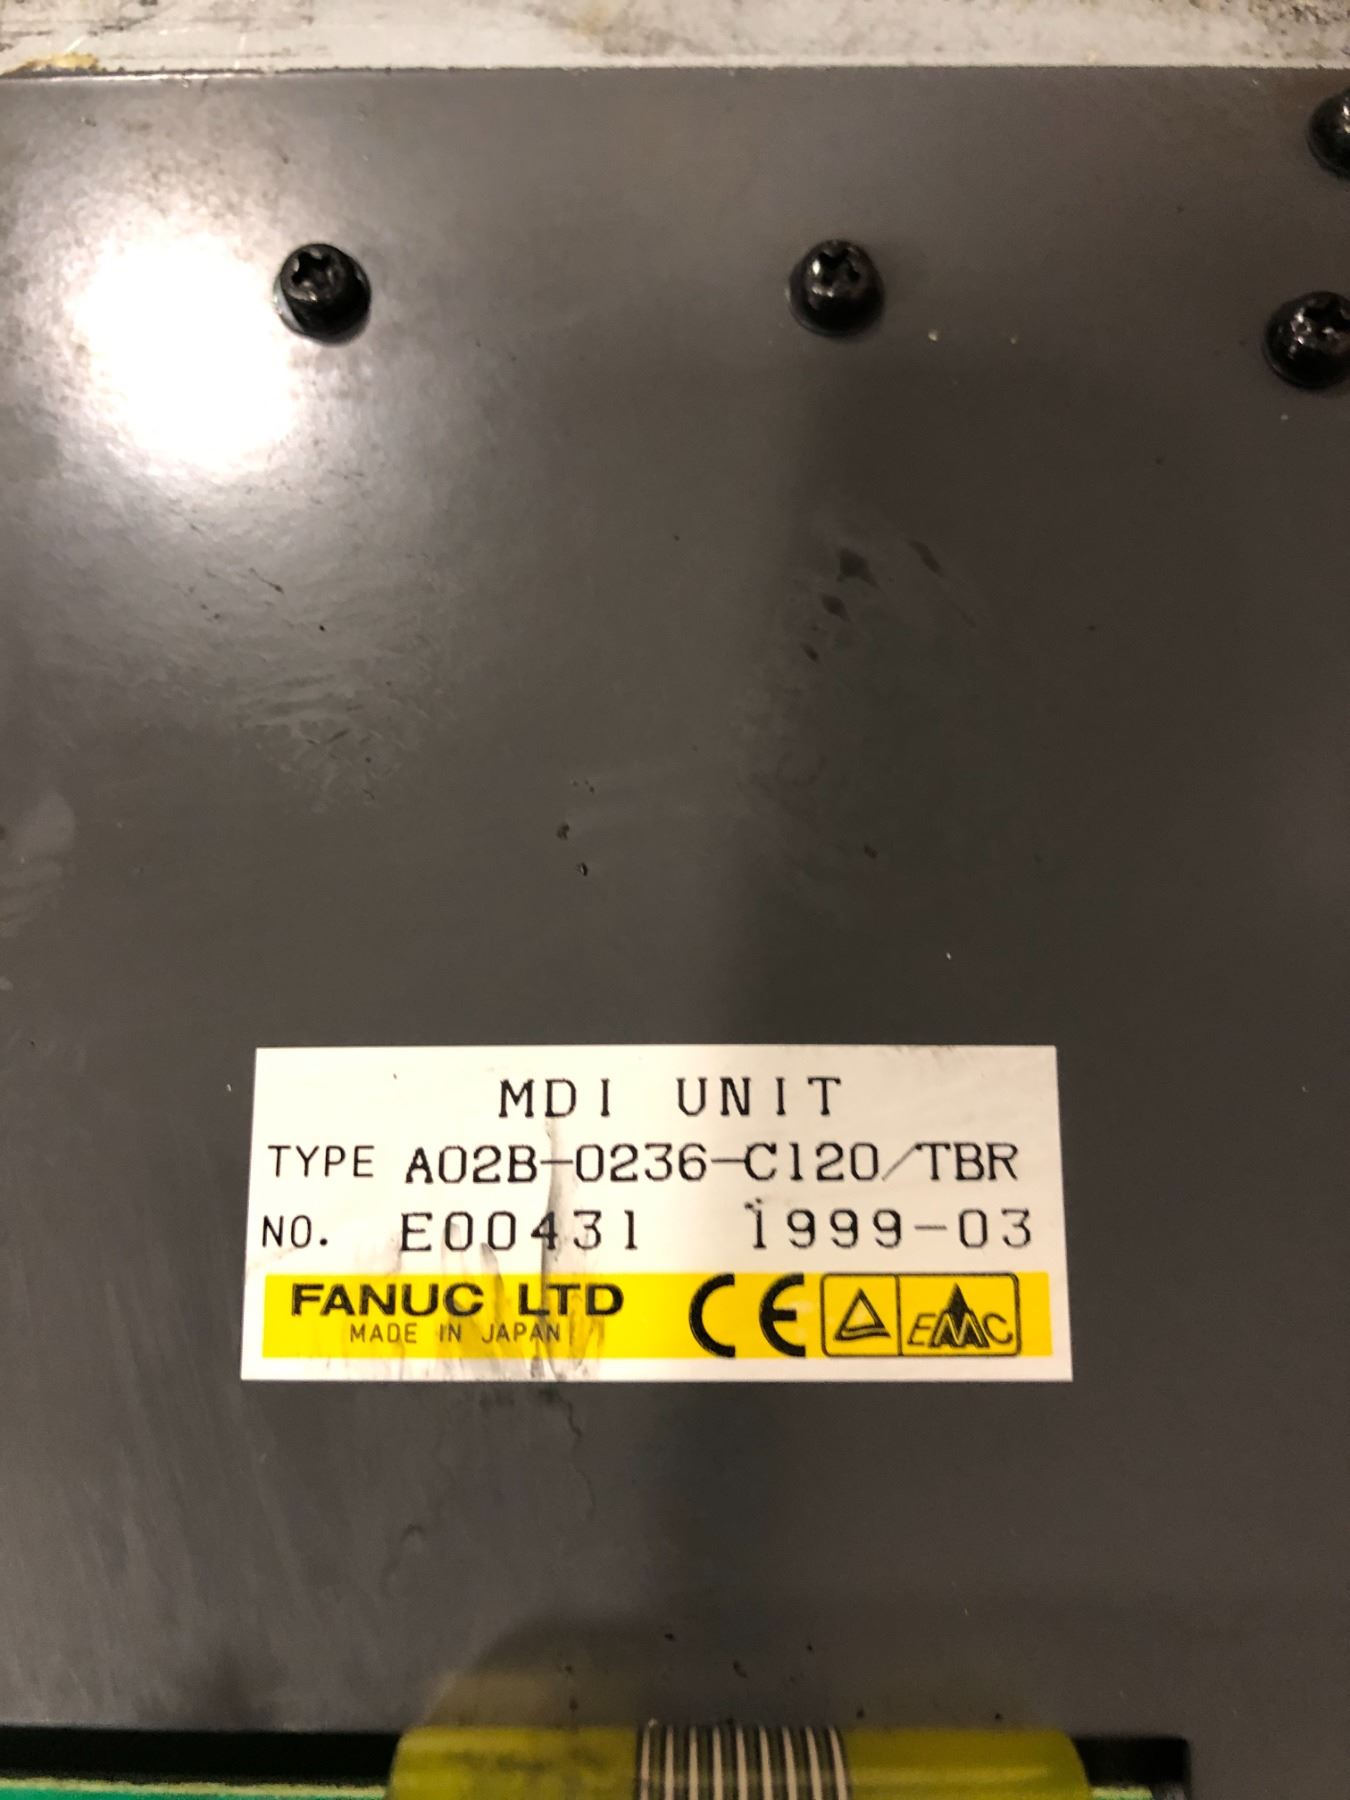 MDI UNIT
TYPE A02B-0236-C120/TBR
NO. E00431 1999-03
FANUC LTD
MADE IN JAPAN
CE
EMC